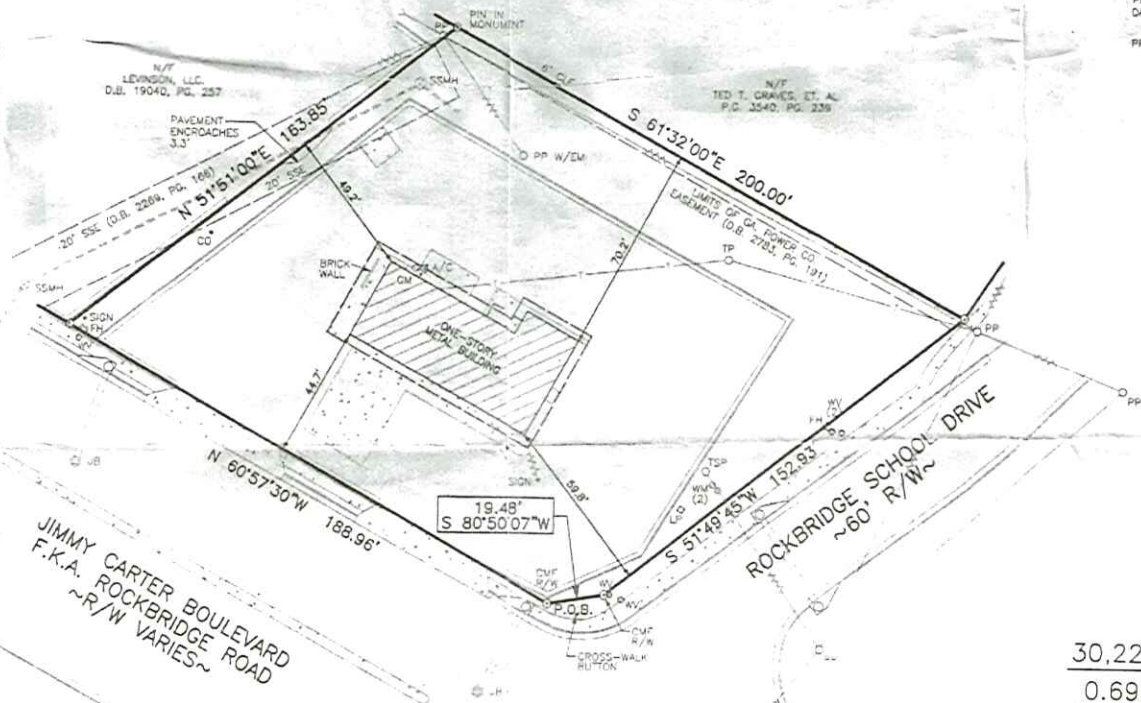 PIN IN
MONUMENT
PP
N/F
LEVINSON, LLC.
D.B. 19040, PG. 257
SSMH
6' CLF
N/F
TED T. GRAVES, ET. AL
P.C. 3540, PG. 239
PAVEMENT
ENCROACHES
3.3'
N 51°51'00"E 163.85'
S 61°32'00"E 200.00'
20' SSE
20' SSE (D.B. 2269, PG. 166)
PP W/EM
49.2'
LIMITS OF GA. POWER CO.
EASEMENT (D.B. 2783, PG. 191)
70.2'
TP
CO
BRICK
WALL
A/C
GM
SSMH
SIGN
FH
ONE-STORY
METAL BUILDING
PP
PP
44.7'
WV
(2)
FH
N 60°57'30"W 188.96'
JB
SIGN
59.8'
TSP
WM
(2)
S 51°49'45"W 152.93'
ROCKBRIDGE SCHOOL DRIVE
~60' R/W~
19.48'
S 80°50'07"W
JIMMY CARTER BOULEVARD
F.K.A. ROCKBRIDGE ROAD
~R/W VARIES~
CMF
R/W
P.O.B.
WV
WV
CMF
R/W
CROSS-WALK
BUTTON
30,22
0.69